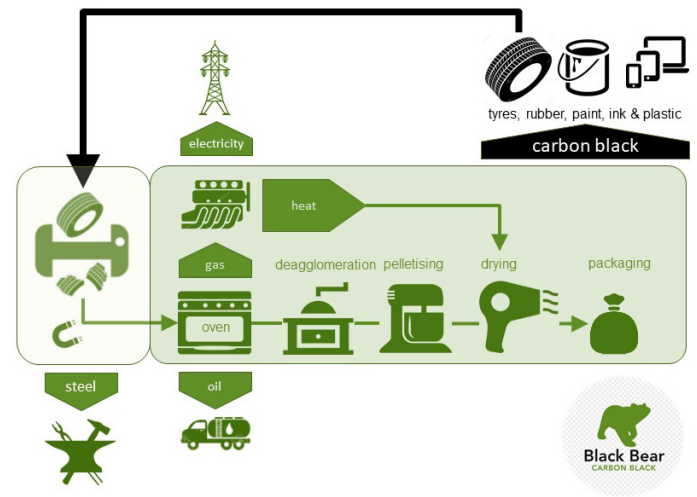 tyres, rubber, paint, ink & plastic
electricity
carbon black
heat
gas
deagglomeration
pelletising
drying
packaging
oven
steel
oil
Black Bear
CARBON BLACK